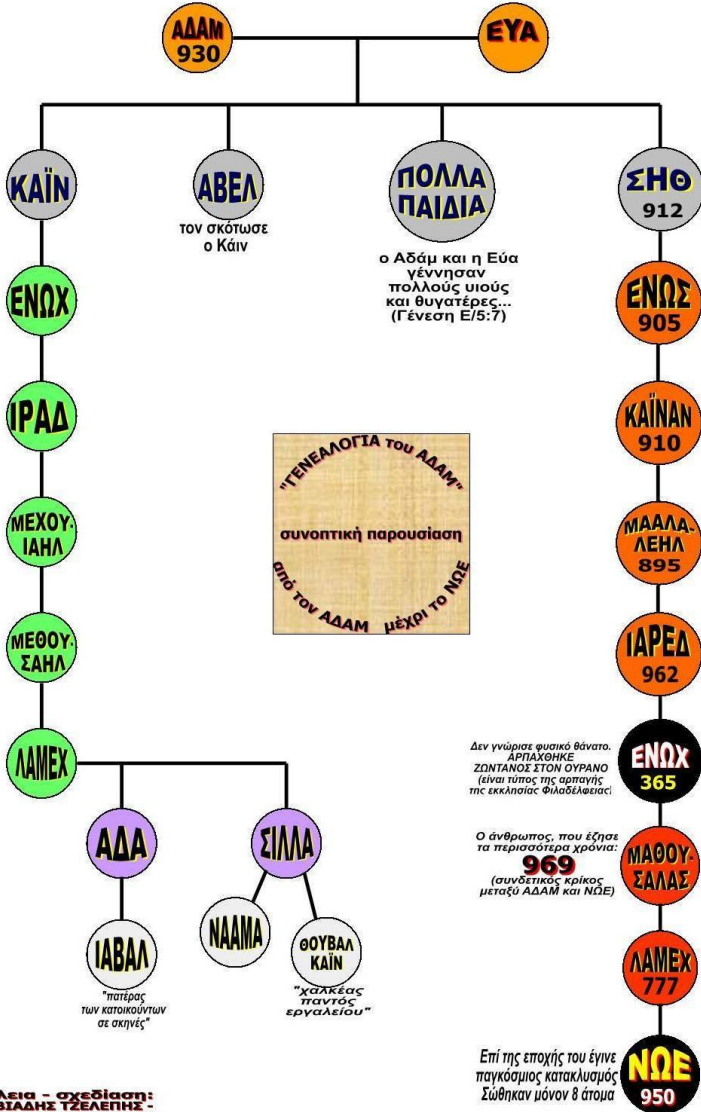 ΑΔΑΜ
930
ΕΥΑ
ΚΑΪΝ
ΑΒΕΛ
τον σκότωσε
ο Κάιν
ΠΟΛΛΑ
ΠΑΙΔΙΑ
ο Αδάμ και η Εύα
γέννησαν
πολλούς υιούς
και θυγατέρες...
(Γένεση Ε/5:7)
ΣΗΘ
912
ΕΝΩΧ
ΙΡΑΔ
ΜΕΧΟΥ-
ΙΑΗΛ
ΜΕΘΟΥ-
ΣΑΗΛ
ΛΑΜΕΧ
ΑΔΑ
ΣΙΛΛΑ
ΙΑΒΑΛ
"πατέρας
των κατοικούντων
σε σκηνές"
ΝΑΑΜΑ
ΘΟΥΒΑΛ
ΚΑΪΝ
"χαλκέας
παντός
εργαλείου"
"ΓΕΝΕΑΛΟΓΙΑ του ΑΔΑΜ"
συνοπτική παρουσίαση
από τον ΑΔΑΜ μέχρι το ΝΩΕ
ΕΝΩΣ
905
ΚΑΪΝΑΝ
910
ΜΑΑΛΑ-
ΛΕΗΛ
895
ΙΑΡΕΔ
962
Δεν γνώρισε φυσικό θάνατο.
ΑΡΠΑΧΘΗΚΕ
ΖΩΝΤΑΝΟΣ ΣΤΟΝ ΟΥΡΑΝΟ
(είναι τύπος της αρπαγής
της εκκλησίας Φιλαδέλφειας)
ΕΝΩΧ
365
Ο άνθρωπος, που έζησε
τα περισσότερα χρόνια:
969
(συνδετικός κρίκος
μεταξύ ΑΔΑΜ και ΝΩΕ)
ΜΑΘΟΥ-
ΣΑΛΑΣ
ΛΑΜΕΧ
777
Επί της εποχής του έγινε
παγκόσμιος κατακλυσμός
Σώθηκαν μόνον 8 άτομα
ΝΩΕ
950
λεια - σχεδίαση:
ΒΙΑΔΗΣ ΤΖΕΛΕΠΗΣ -